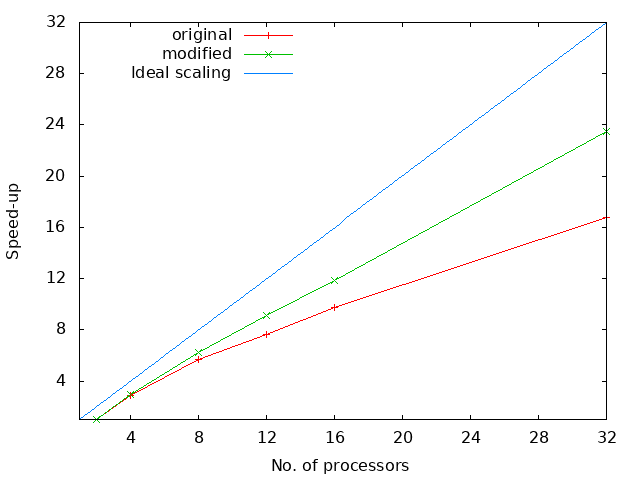 32
28
24
20
16
12
8
4
Speed-up
original
modified
Ideal scaling
4 8 12 16 20 24 28 32
No. of processors